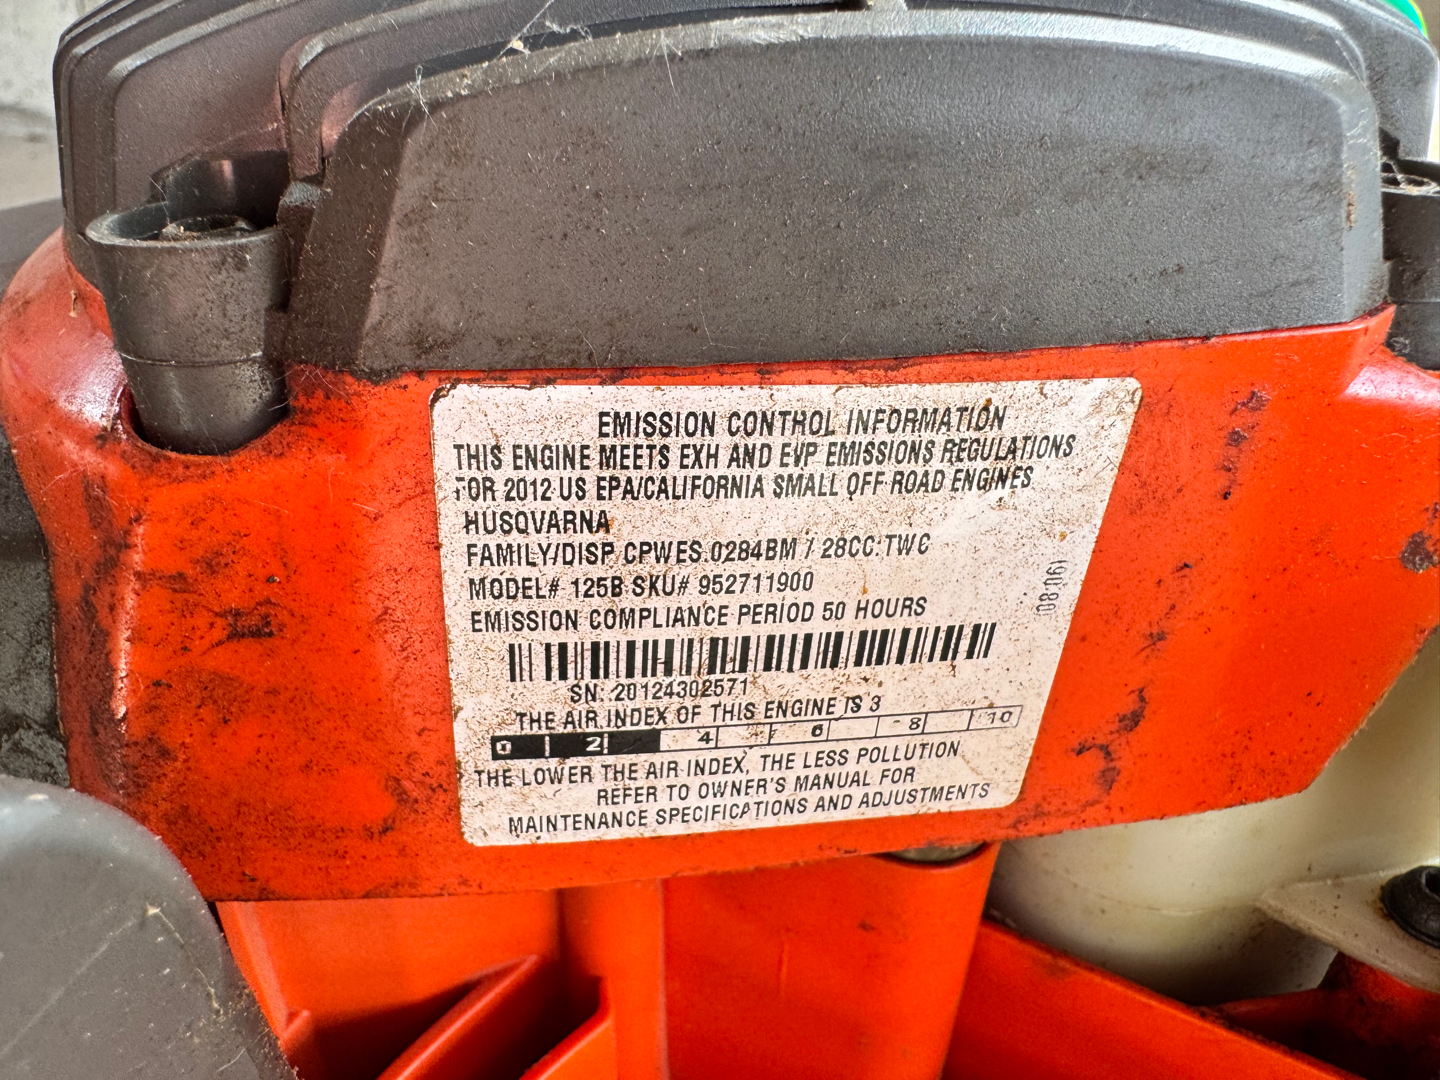 EMISSION CONTROL INFORMATION
THIS ENGINE MEETS EXH AND EVP EMISSIONS REGULATIONS
FOR 2012 US EPA/CALIFORNIA SMALL OFF ROAD ENGINES
HUSQVARNA
FAMILY/DISP CPWES.0284BM / 28CC:TWC
MODEL# 125B SKU# 952711900
EMISSION COMPLIANCE PERIOD 50 HOURS
SN: 20124302571
THE AIR INDEX OF THIS ENGINE IS 3
0 2 4 6 8 10
THE LOWER THE AIR INDEX, THE LESS POLLUTION
REFER TO OWNER'S MANUAL FOR
MAINTENANCE SPECIFICATIONS AND ADJUSTMENTS